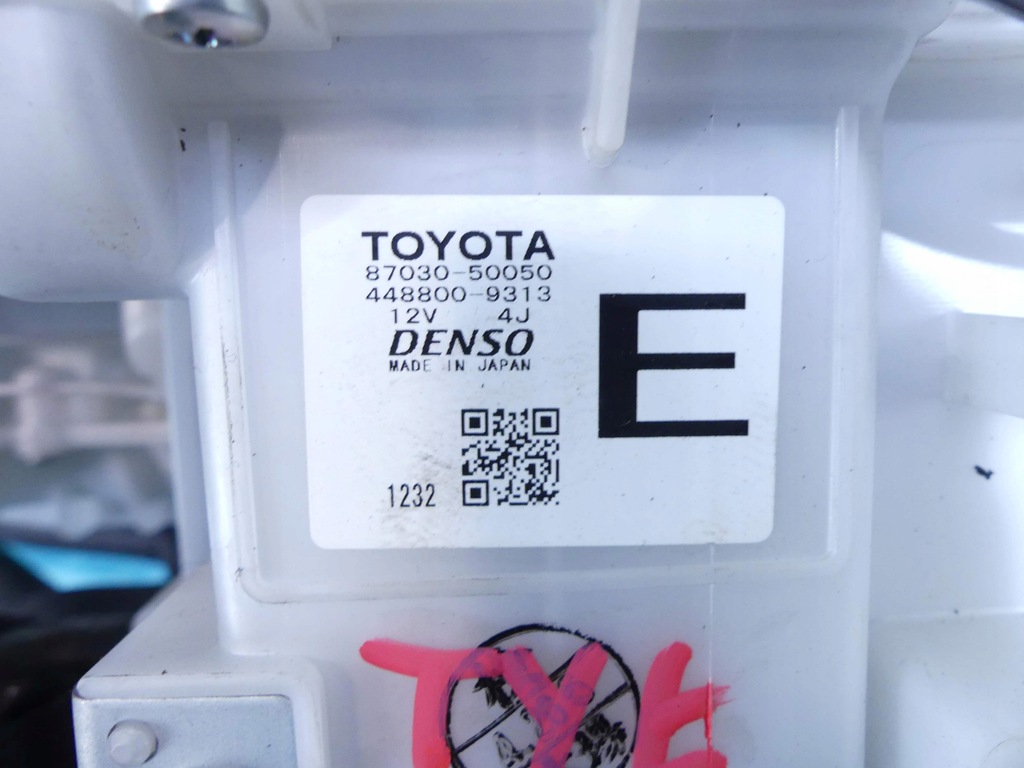 TOYOTA
87030-50050
448800-9313
12V 4J
DENSO
MADE IN JAPAN
E
1232